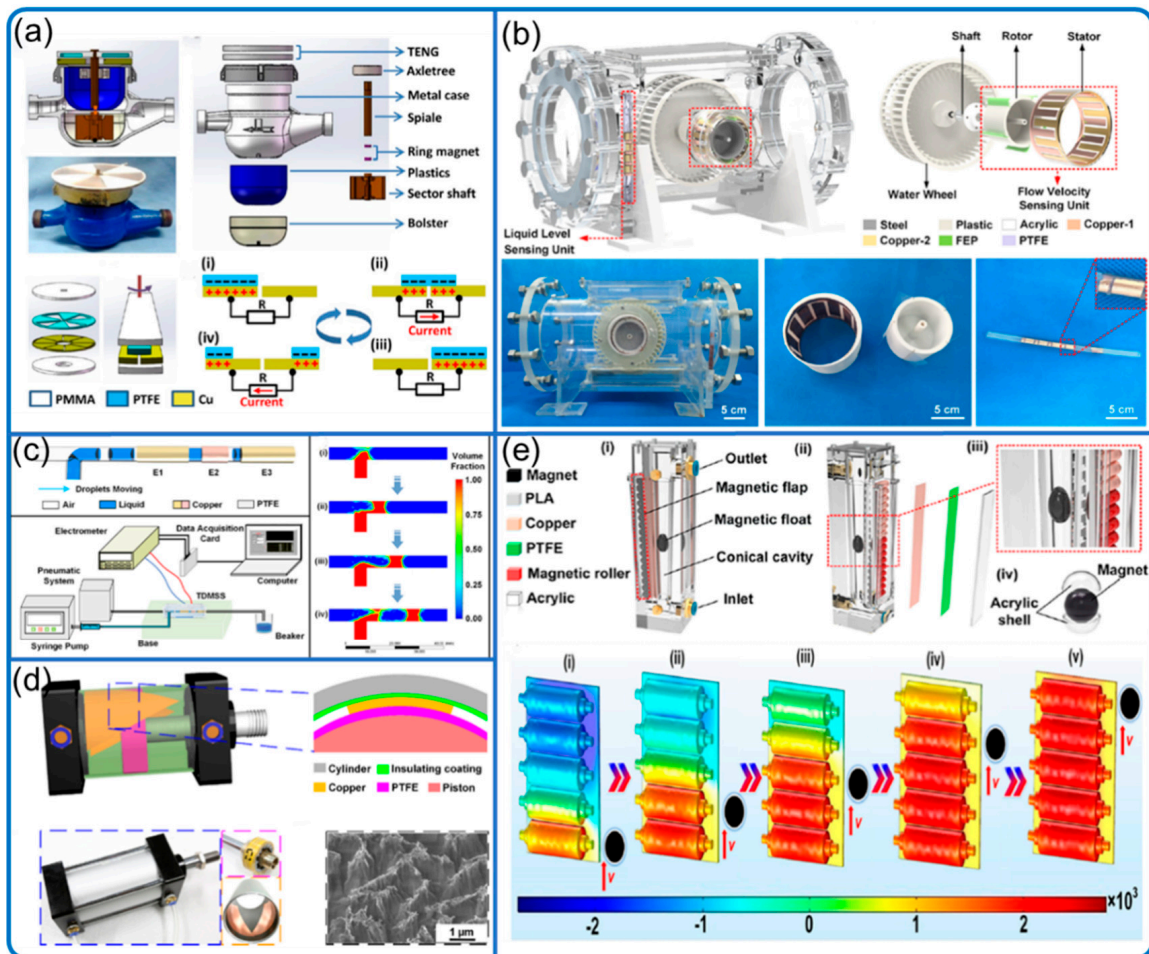 (a)
TENG
Axletree
Metal case
Spiale
Ring magnet
Plastics
Sector shaft
Bolster
(i)
(ii)
R
R
Current
(iv)
(iii)
R
R
Current
PMMA PTFE Cu
(b)
Shaft Rotor Stator
Water Wheel
Flow Velocity
Sensing Unit
Liquid Level
Sensing Unit
Steel Plastic Acrylic Copper-1
Copper-2 FEP PTFE
5 cm
5 cm
5 cm
(c)
E1 E2 E3
Droplets Moving
Air Liquid Copper PTFE
Electrometer
Data Acquisition
Card
Computer
Pneumatic
System
TDMSS
Syringe Pump
Base
Beaker
(i)
(ii)
(iii)
(iv)
Volume
Fraction
1.00
0.75
0.50
0.25
0.00
(d)
Cylinder Insulating coating
Copper PTFE Piston
1 μm
(e)
(i)
(ii)
(iii)
(iv)
Magnet
PLA
Copper
PTFE
Magnetic roller
Acrylic
Outlet
Magnetic flap
Magnetic float
Conical cavity
Inlet
Magnet
Acrylic
shell
(i)
(ii)
(iii)
(iv)
(v)
v
v
v
v
v
×10³
-2 -1 0 1 2